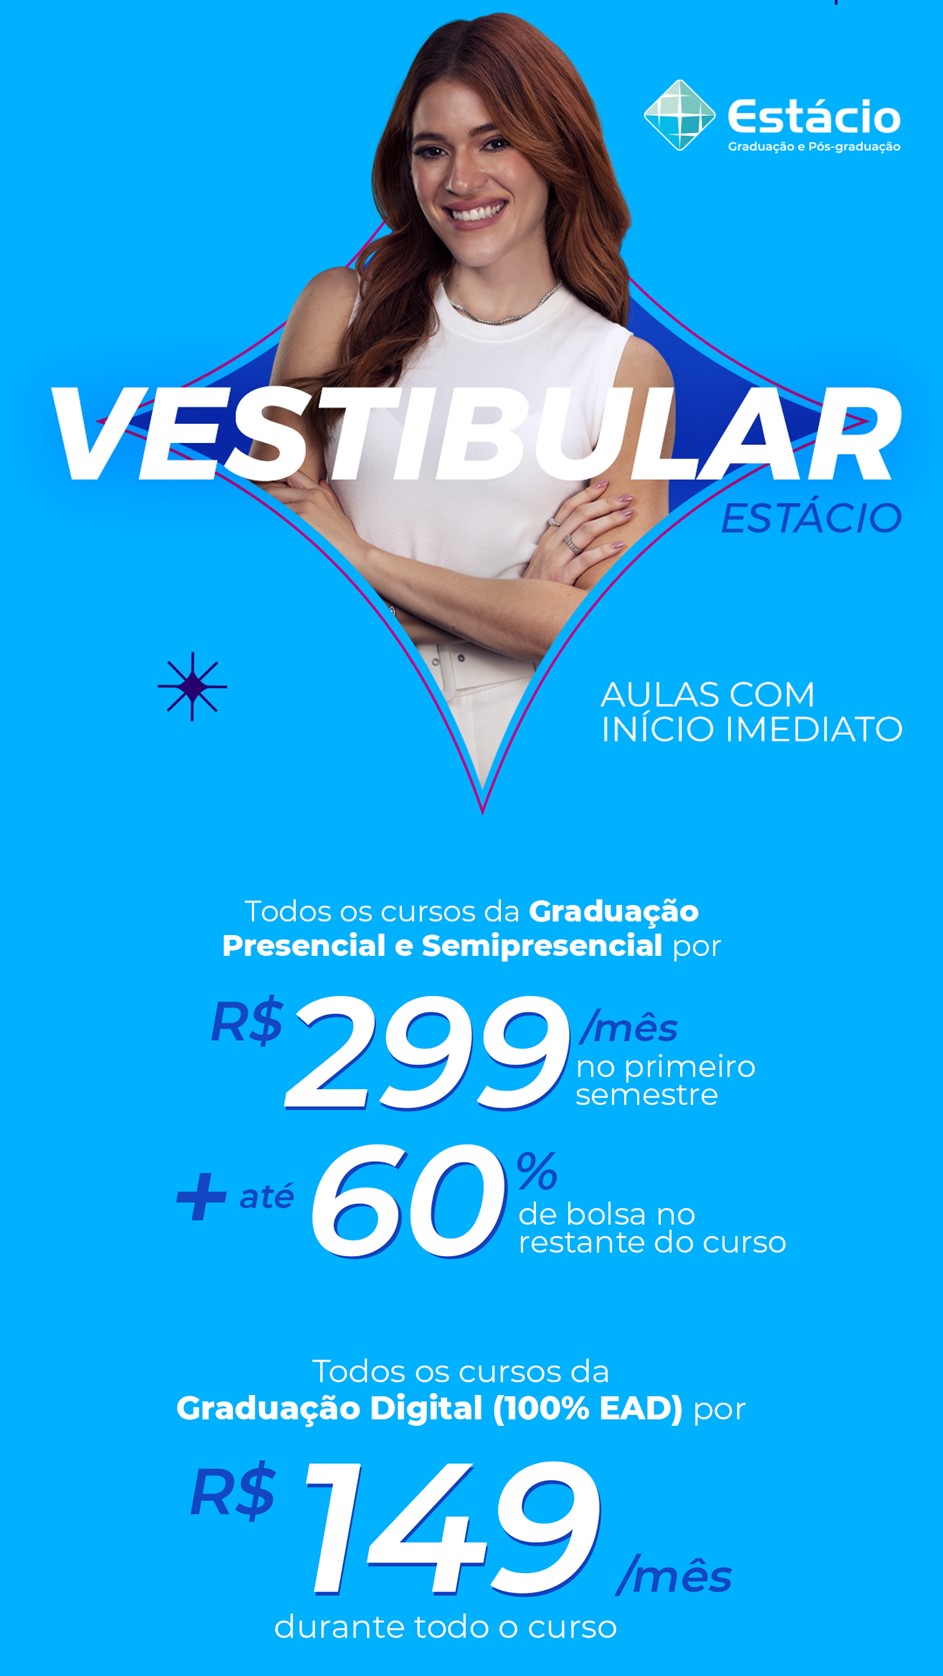 Estácio
Graduação e Pós-graduação
VESTIBULAR
ESTÁCIO
AULAS COM
INÍCIO IMEDIATO
Todos os cursos da Graduação
Presencial e Semipresencial por
R$ 299 /mês
no primeiro
semestre
+ até 60 %
de bolsa no
restante do curso
Todos os cursos da
Graduação Digital (100% EAD) por
R$ 149 /mês
durante todo o curso